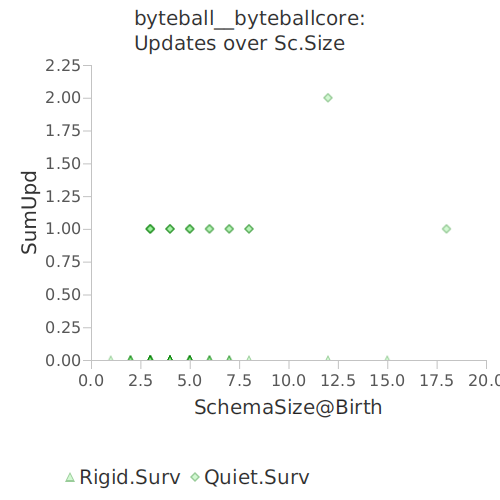 byteball__byteballcore:
Updates over Sc.Size
2.25
2.00
1.75
1.50
1.25
1.00
0.75
0.50
0.25
0.00
SumUpd
0.0 2.5 5.0 7.5 10.0 12.5 15.0 17.5 20.0
SchemaSize@Birth
Rigid.Surv Quiet.Surv